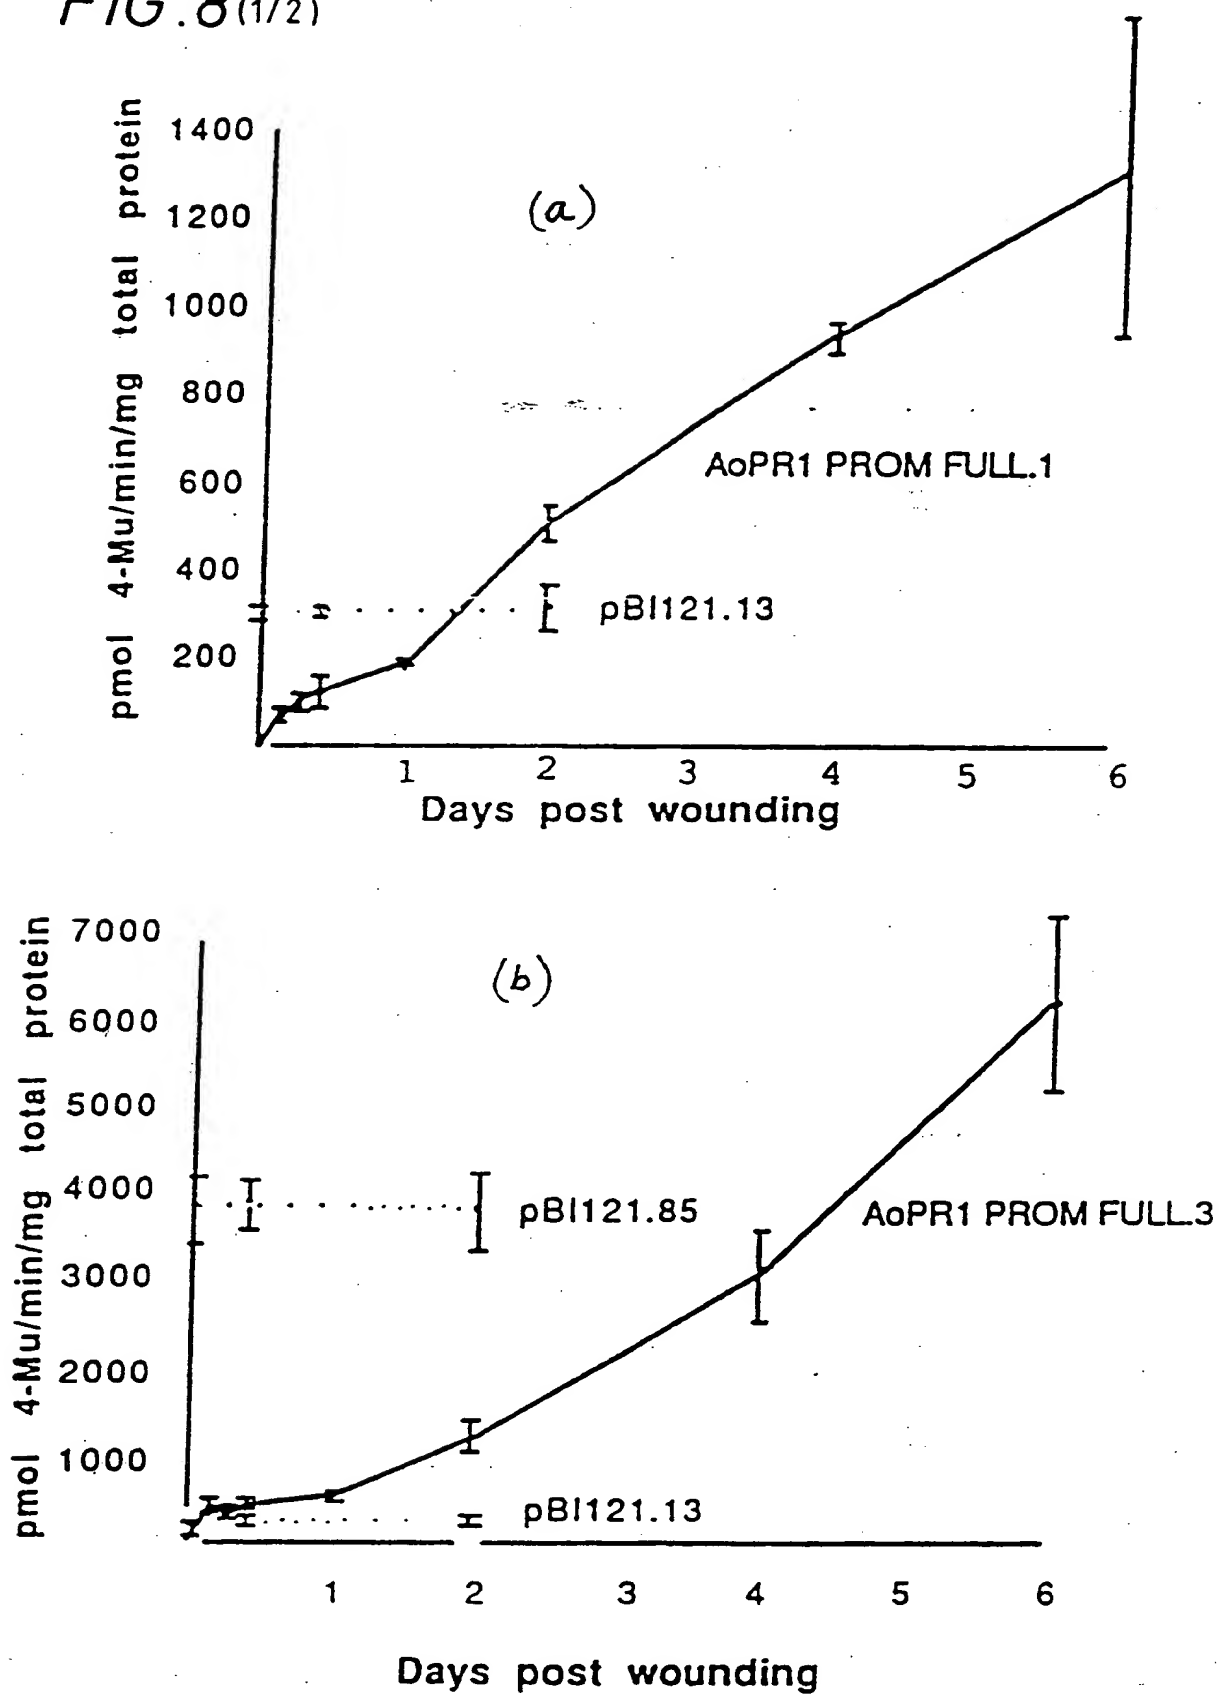 FIG.8(1/2)
pmol 4-Mu/min/mg total protein
1400
1200
1000
800
600
400
200
(a)
AoPR1 PROM FULL.1
pBI121.13
1 2 3 4 5 6
Days post wounding
pmol 4-Mu/min/mg total protein
7000
6000
5000
4000
3000
2000
1000
(b)
pBI121.85
AoPR1 PROM FULL.3
pBI121.13
1 2 3 4 5 6
Days post wounding